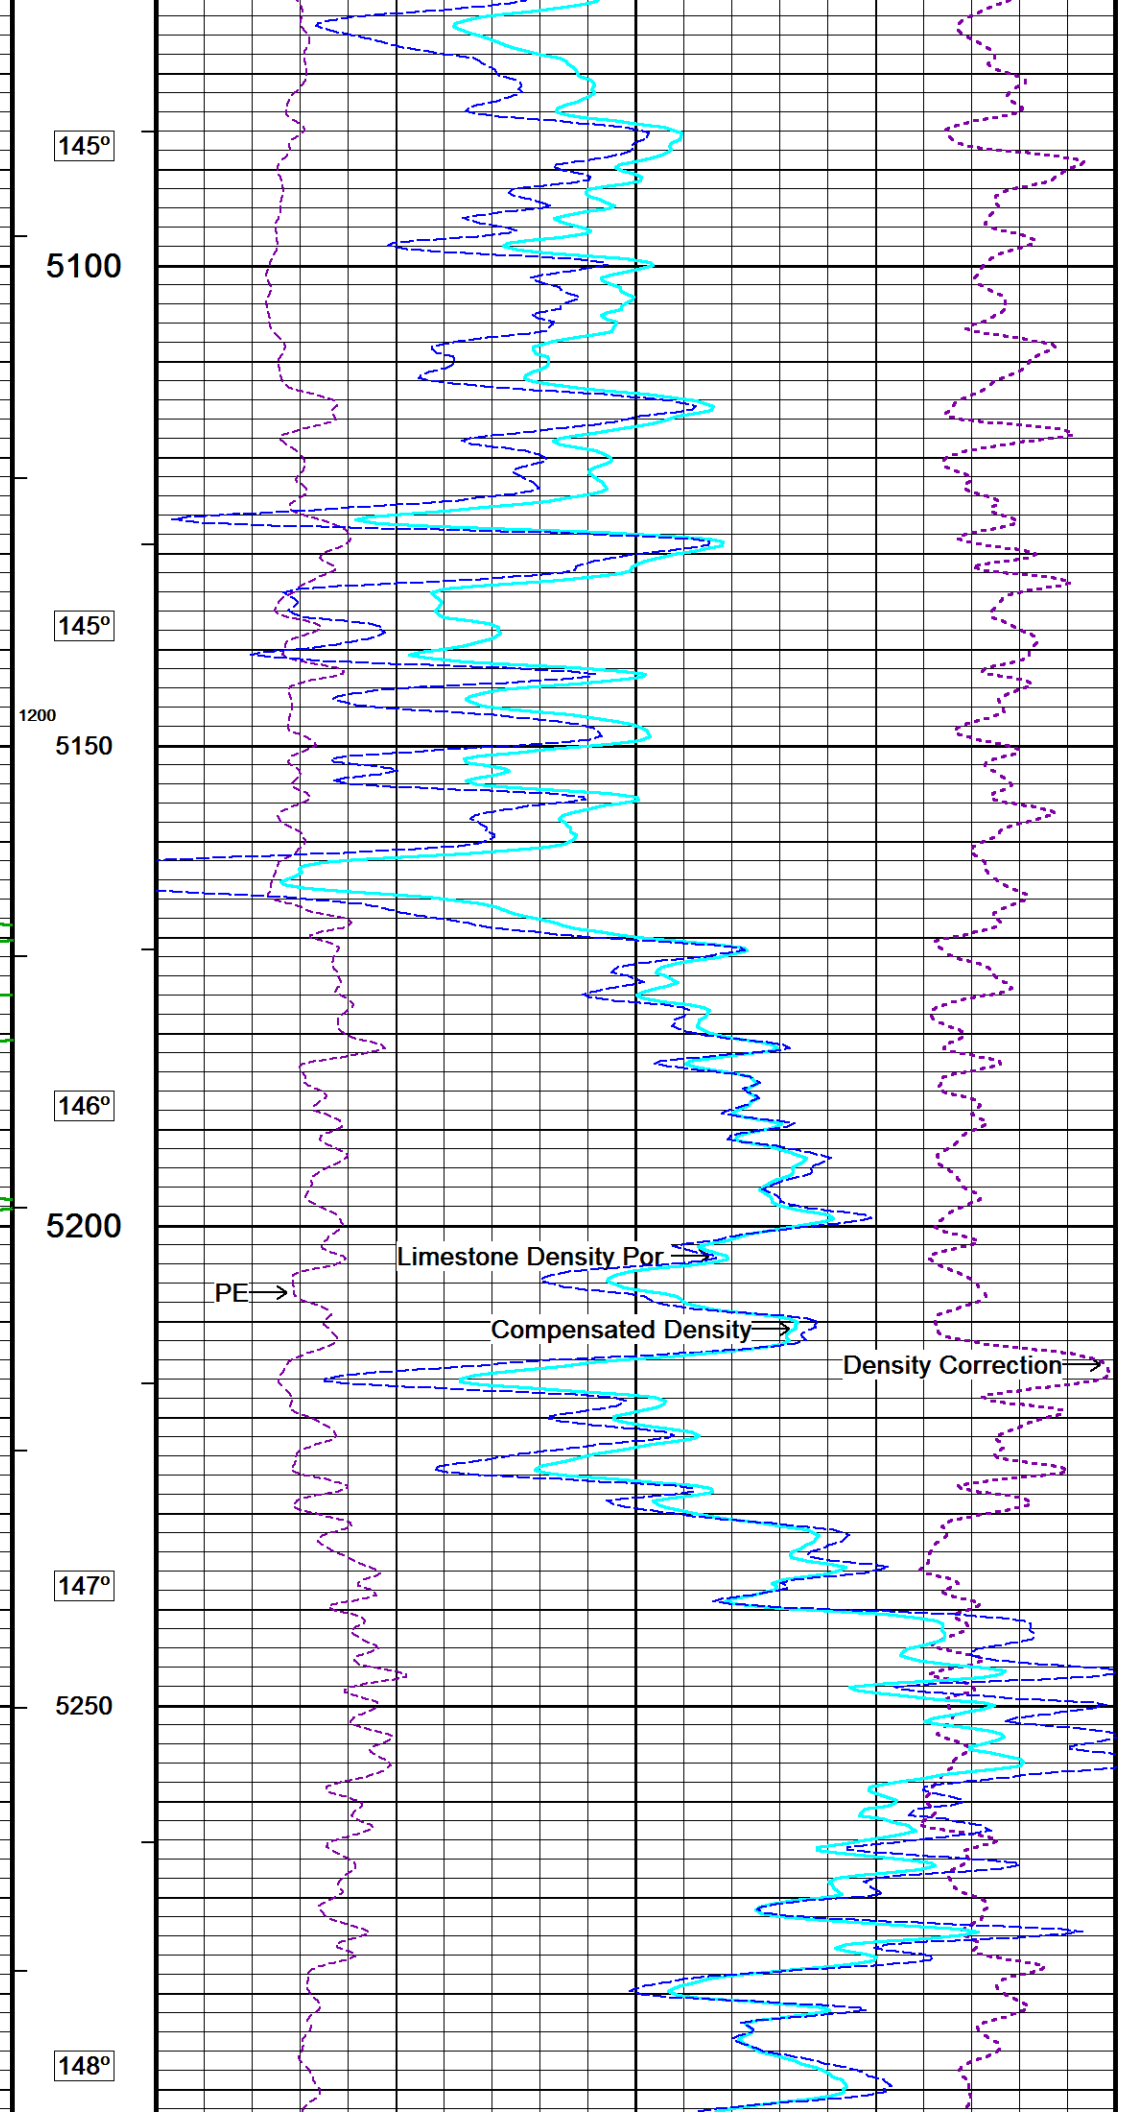 145º
5100
145º
1200
5150
146º
5200
Limestone Density Por
PE
Compensated Density
Density Correction
147º
5250
148º